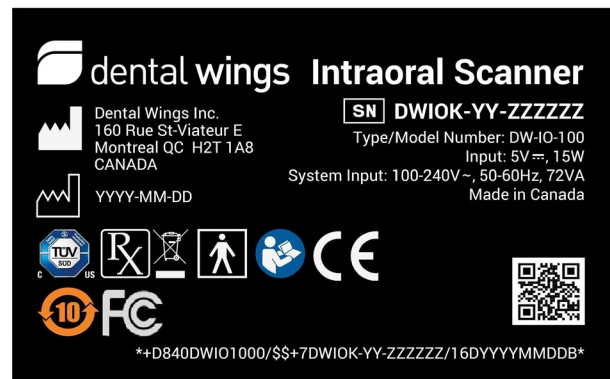 dental wings
Intraoral Scanner
Dental Wings Inc.
160 Rue St-Viateur E
Montreal QC H2T 1A8
CANADA
YYYY-MM-DD
SN DWIOK-YY-ZZZZZZ
Type/Model Number: DW-IO-100
Input: 5V⎓, 15W
System Input: 100-240V~, 50-60Hz, 72VA
Made in Canada
TÜV
SÜD
C US
Rx
CE
10
FC
*+D840DWIO1000/$$+7DWIOK-YY-ZZZZZZ/16DYYYYMMDDB*